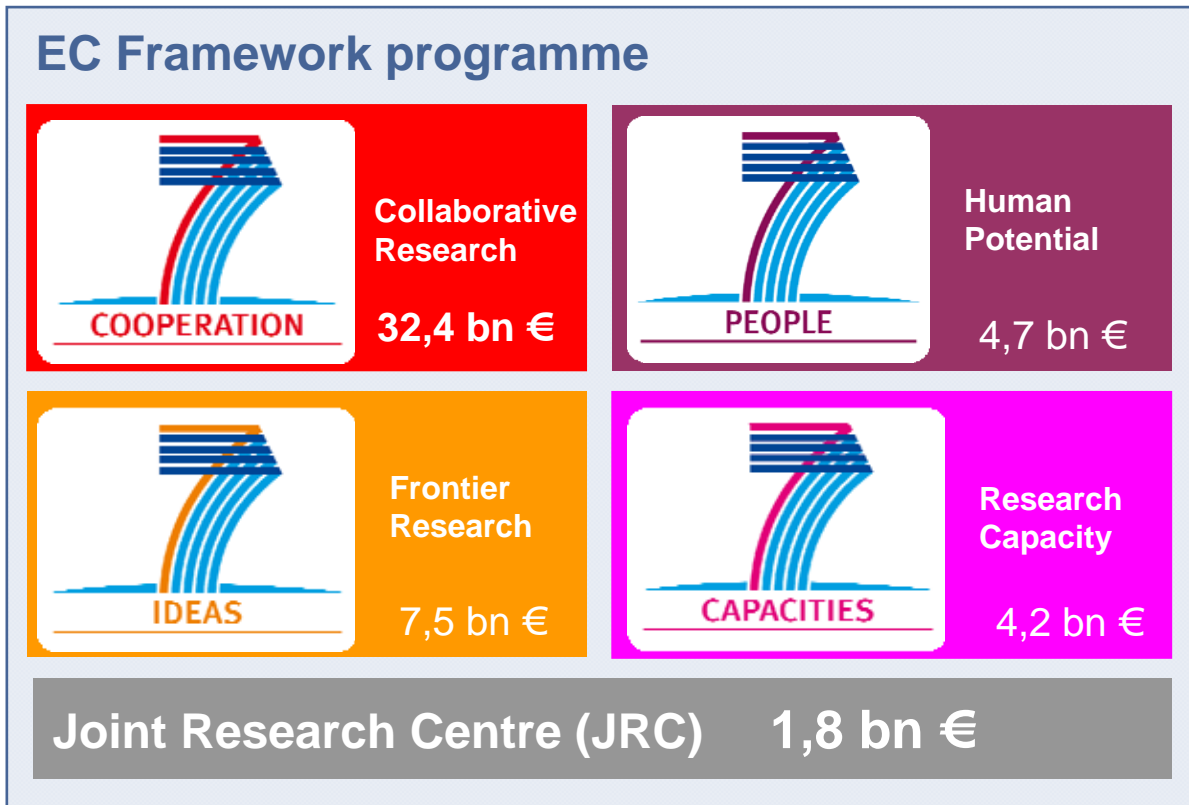 EC Framework programme
COOPERATION
Collaborative
Research
32,4 bn €
PEOPLE
Human
Potential
4,7 bn €
IDEAS
Frontier
Research
7,5 bn €
CAPACITIES
Research
Capacity
4,2 bn €
Joint Research Centre (JRC) 1,8 bn €